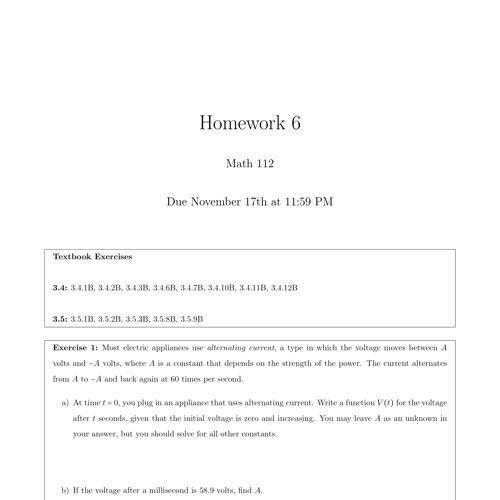 Homework 6
Math 112
Due November 17th at 11:59 PM
Textbook Exercises
3.4: 3.4.1B, 3.4.2B, 3.4.3B, 3.4.6B, 3.4.7B, 3.4.10B, 3.4.11B, 3.4.12B
3.5: 3.5.1B, 3.5.2B, 3.5.3B, 3.5.8B, 3.5.9B
Exercise 1: Most electric appliances use alternating current, a type in which the voltage moves between A
volts and −A volts, where A is a constant that depends on the strength of the power. The current alternates
from A to −A and back again at 60 times per second.
a) At time t = 0, you plug in an appliance that uses alternating current. Write a function V(t) for the voltage
after t seconds, given that the initial voltage is zero and increasing. You may leave A as an unknown in
your answer, but you should solve for all other constants.
b) If the voltage after a millisecond is 58.9 volts, find A.